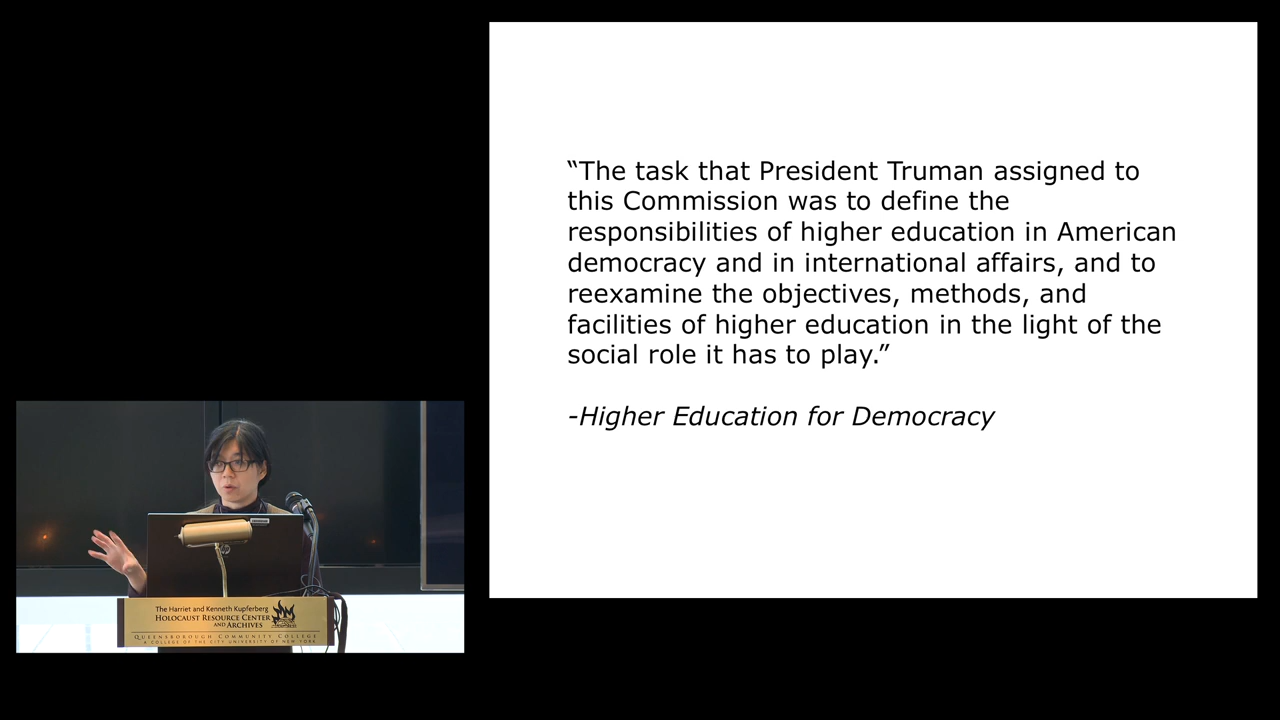 “The task that President Truman assigned to
this Commission was to define the
responsibilities of higher education in American
democracy and in international affairs, and to
reexamine the objectives, methods, and
facilities of higher education in the light of the
social role it has to play.”
-Higher Education for Democracy
The Harriet and Kenneth Kupferberg
HOLOCAUST RESOURCE CENTER
AND ARCHIVES
QUEENSBOROUGH COMMUNITY COLLEGE
A COLLEGE OF THE CITY UNIVERSITY OF NEW YORK